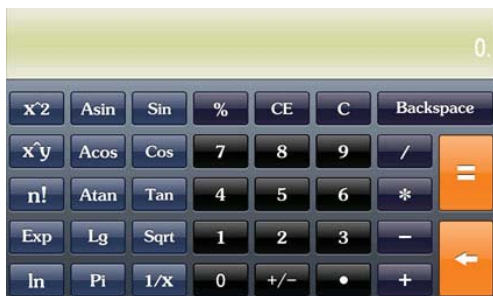 0.
x^2 Asin Sin % CE C Backspace
x^y Acos Cos 7 8 9 / =
n! Atan Tan 4 5 6 *
Exp Lg Sqrt 1 2 3 −
ln Pi 1/X 0 +/− • +